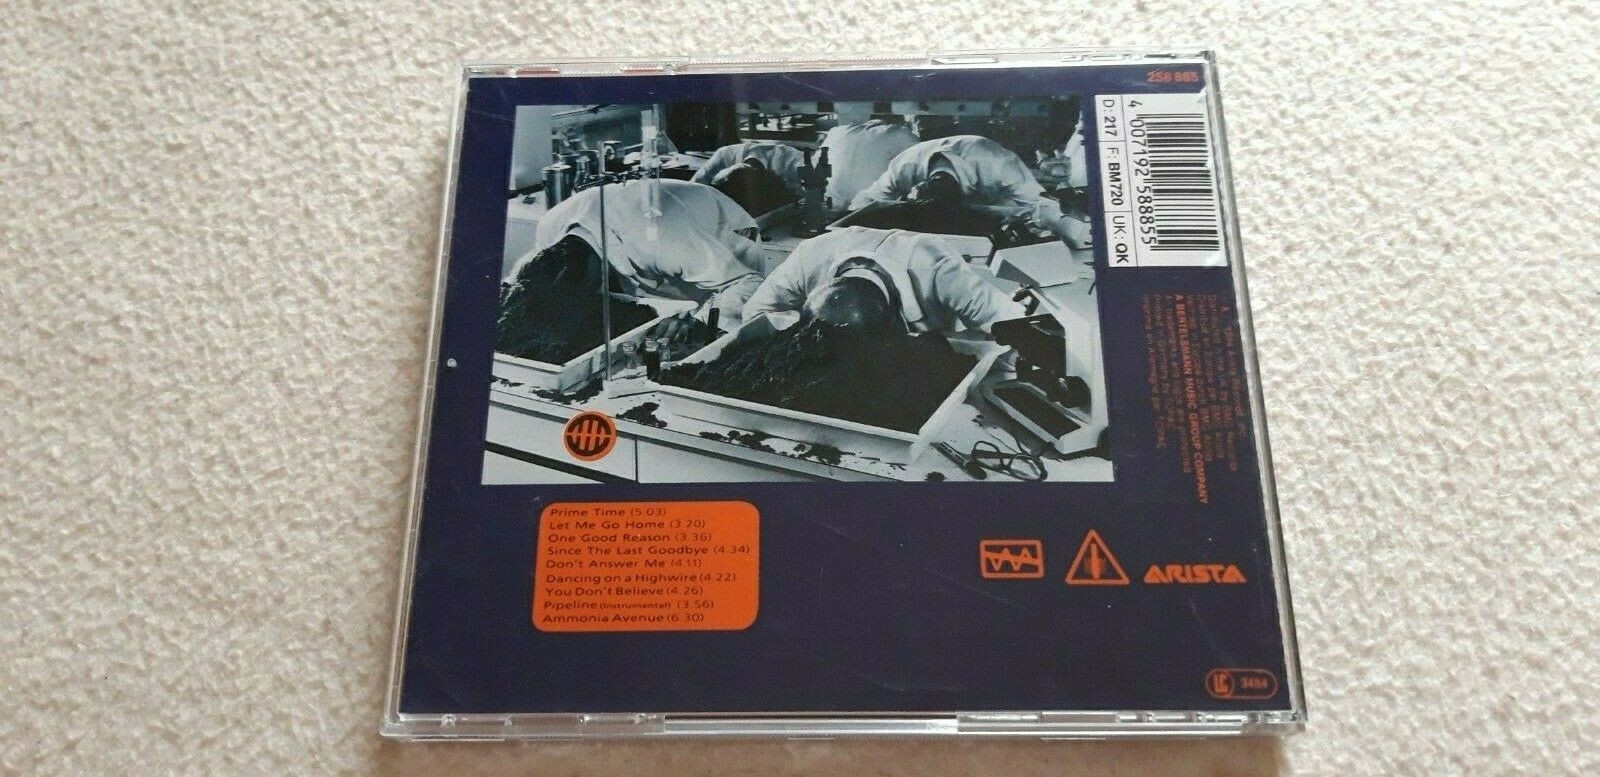 258 885
4 007192 588855
D: 217 F: BM720 UK: QK
A BERTELSMANN MUSIC GROUP COMPANY
Prime Time (5.03)
Let Me Go Home (3.20)
One Good Reason (3.36)
Since The Last Goodbye (4.34)
Don't Answer Me (4.11)
Dancing on a Highwire (4.22)
You Don't Believe (4.26)
Pipeline (Instrumental) (3.56)
Ammonia Avenue (6.30)
ARISTA
LC 3484